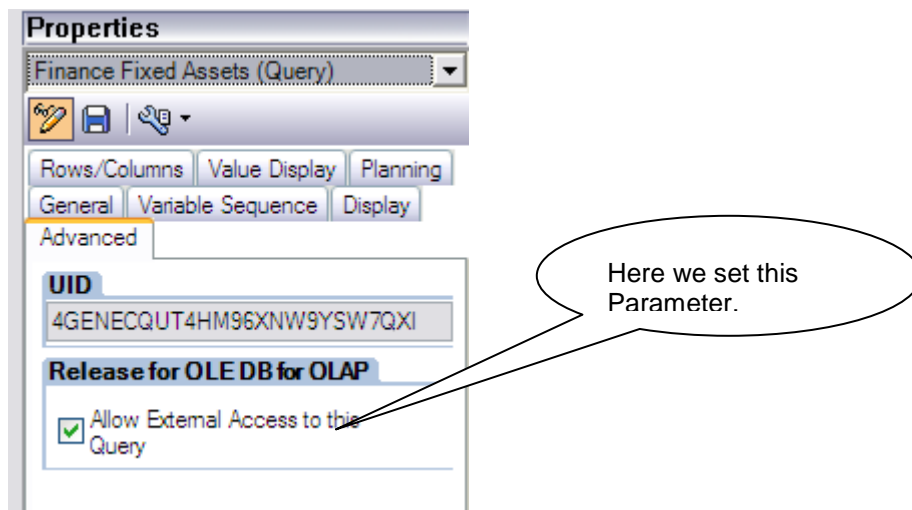 Properties
Finance Fixed Assets (Query)
Rows/Columns Value Display Planning
General Variable Sequence Display
Advanced
UID
4GENECQUT4HM96XNW9YSW7QXI
Release for OLE DB for OLAP
Allow External Access to this
Query
Here we set this
Parameter.